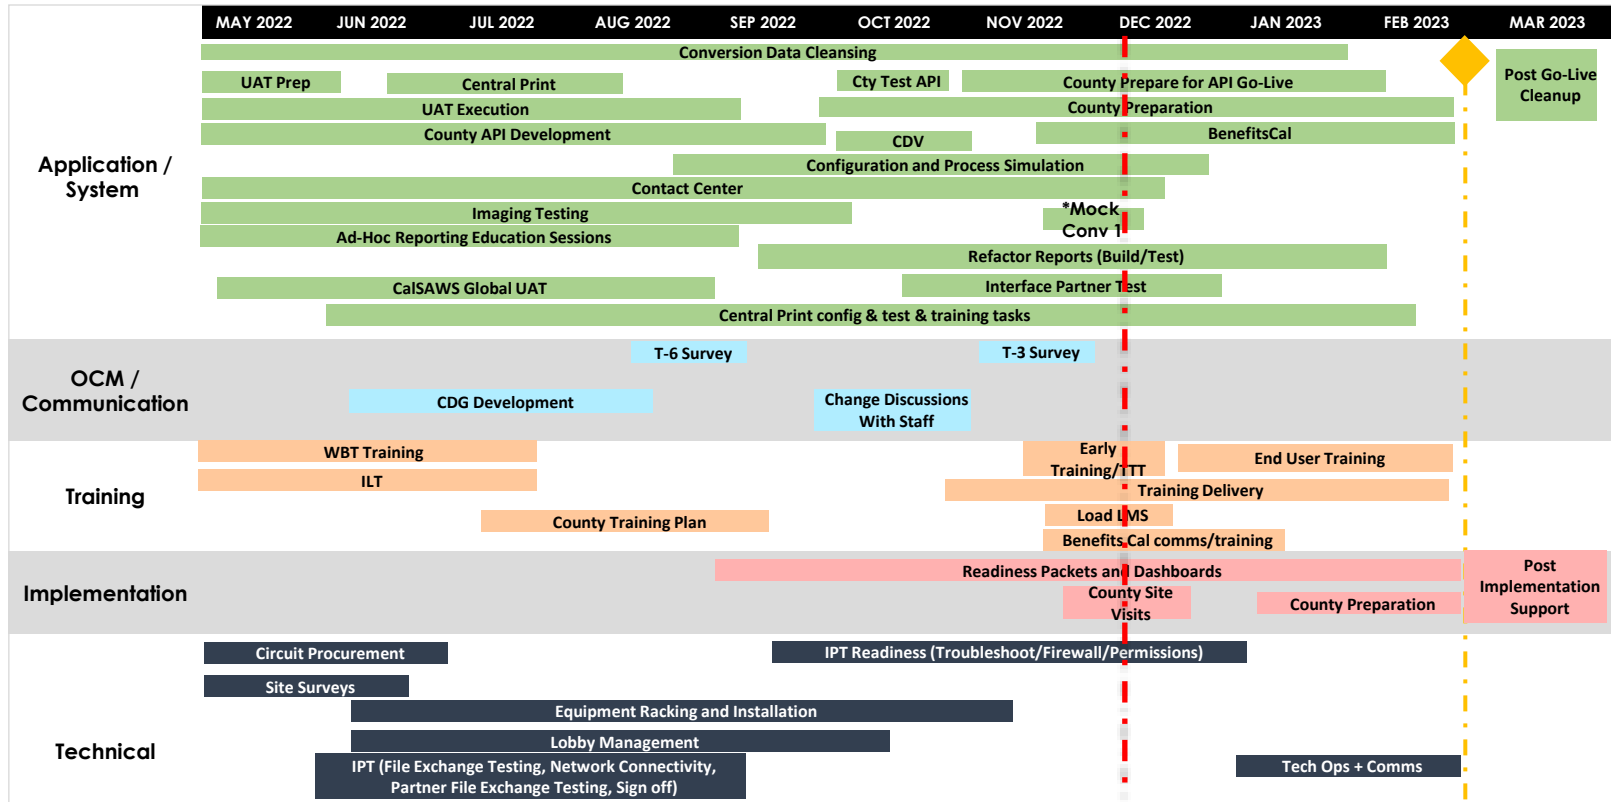 MAY 2022 JUN 2022 JUL 2022 AUG 2022 SEP 2022 OCT 2022 NOV 2022 DEC 2022 JAN 2023 FEB 2023 MAR 2023
Application /
System
Conversion Data Cleansing
UAT Prep
Central Print
Cty Test API
County Prepare for API Go-Live
Post Go-Live
Cleanup
UAT Execution
County Preparation
County API Development
CDV
BenefitsCal
Configuration and Process Simulation
Contact Center
Imaging Testing
*Mock
Conv 1
Ad-Hoc Reporting Education Sessions
Refactor Reports (Build/Test)
CalSAWS Global UAT
Interface Partner Test
Central Print config & test & training tasks
OCM /
Communication
T-6 Survey
T-3 Survey
CDG Development
Change Discussions
With Staff
Training
WBT Training
Early
Training/TTT
End User Training
ILT
Training Delivery
County Training Plan
Load LMS
Benefits Cal comms/training
Implementation
Readiness Packets and Dashboards
County Site
Visits
County Preparation
Post
Implementation
Support
Technical
Circuit Procurement
IPT Readiness (Troubleshoot/Firewall/Permissions)
Site Surveys
Equipment Racking and Installation
Lobby Management
IPT (File Exchange Testing, Network Connectivity,
Partner File Exchange Testing, Sign off)
Tech Ops + Comms